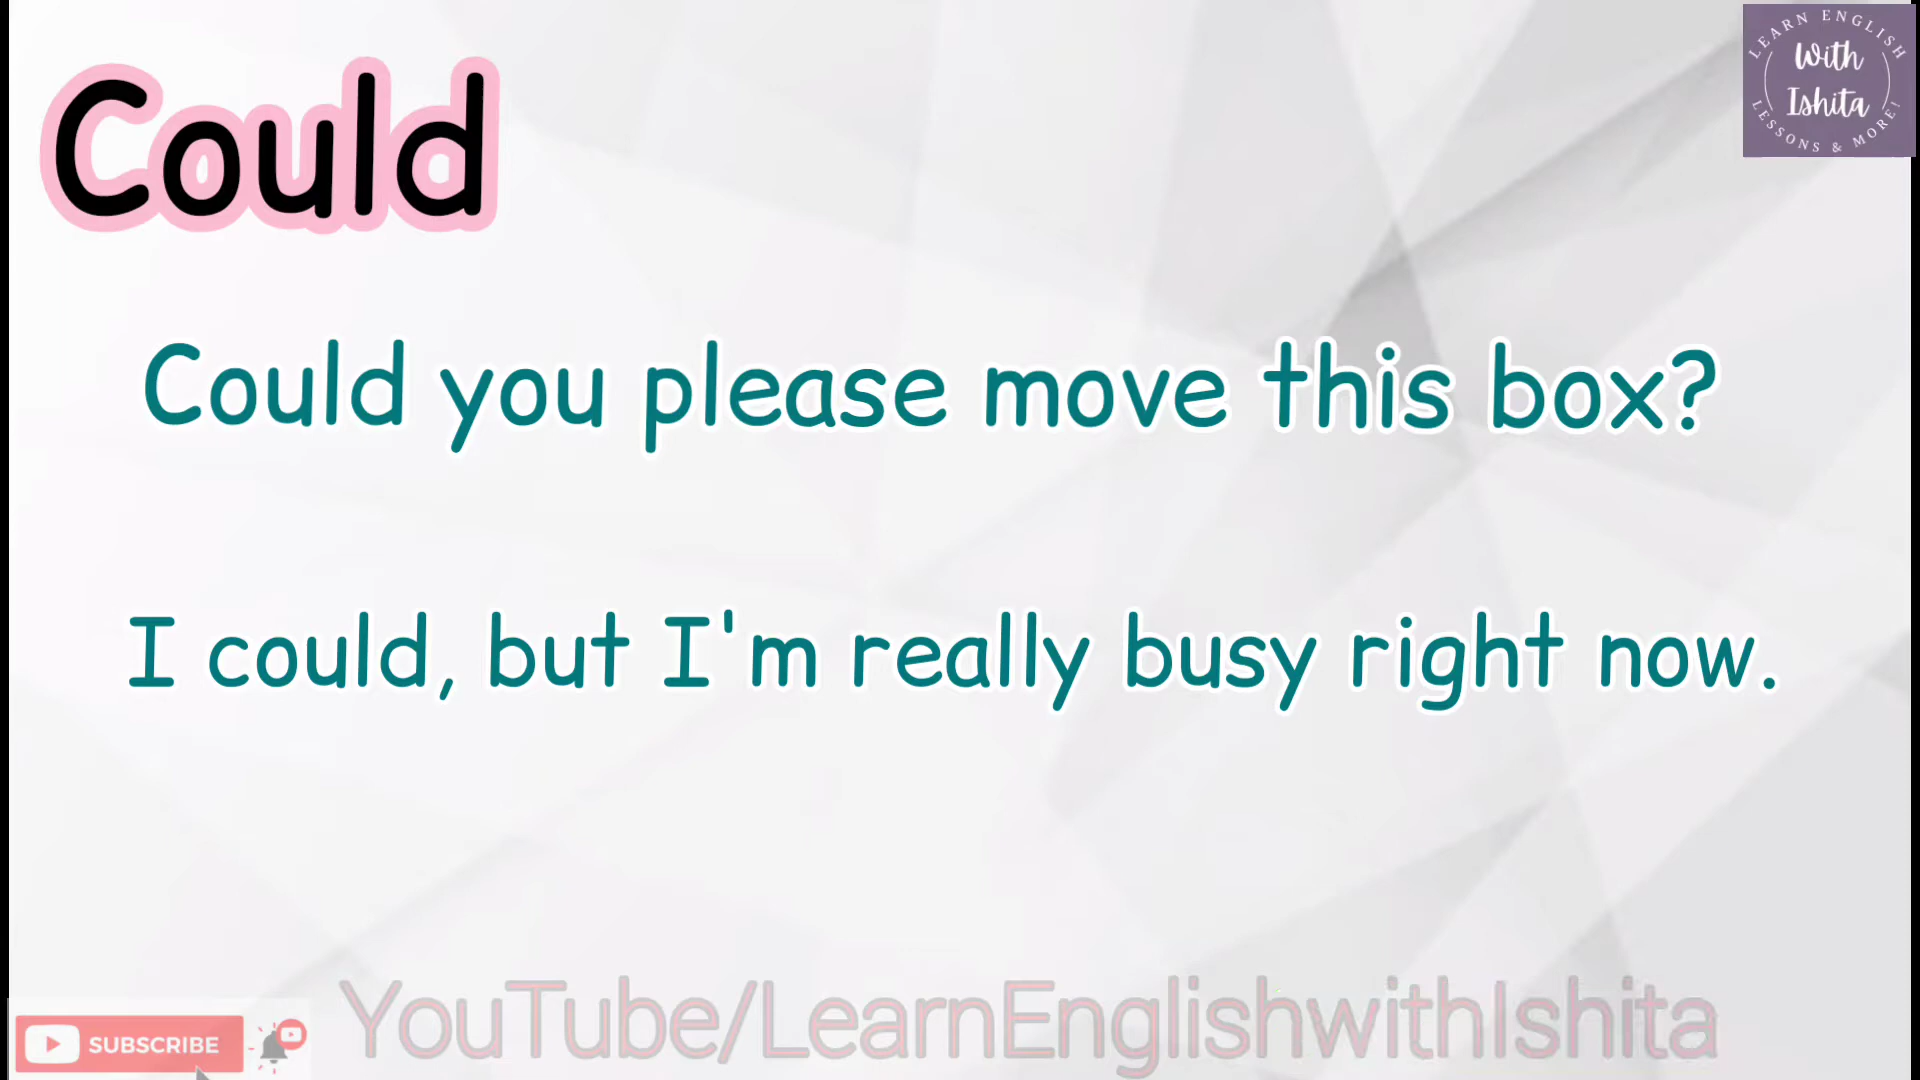 LEARN ENGLISH
With
Ishita
LESSONS & MORE!
Could
Could you please move this box?
I could, but I'm really busy right now.
SUBSCRIBE
YouTube/LearnEnglishwithIshita